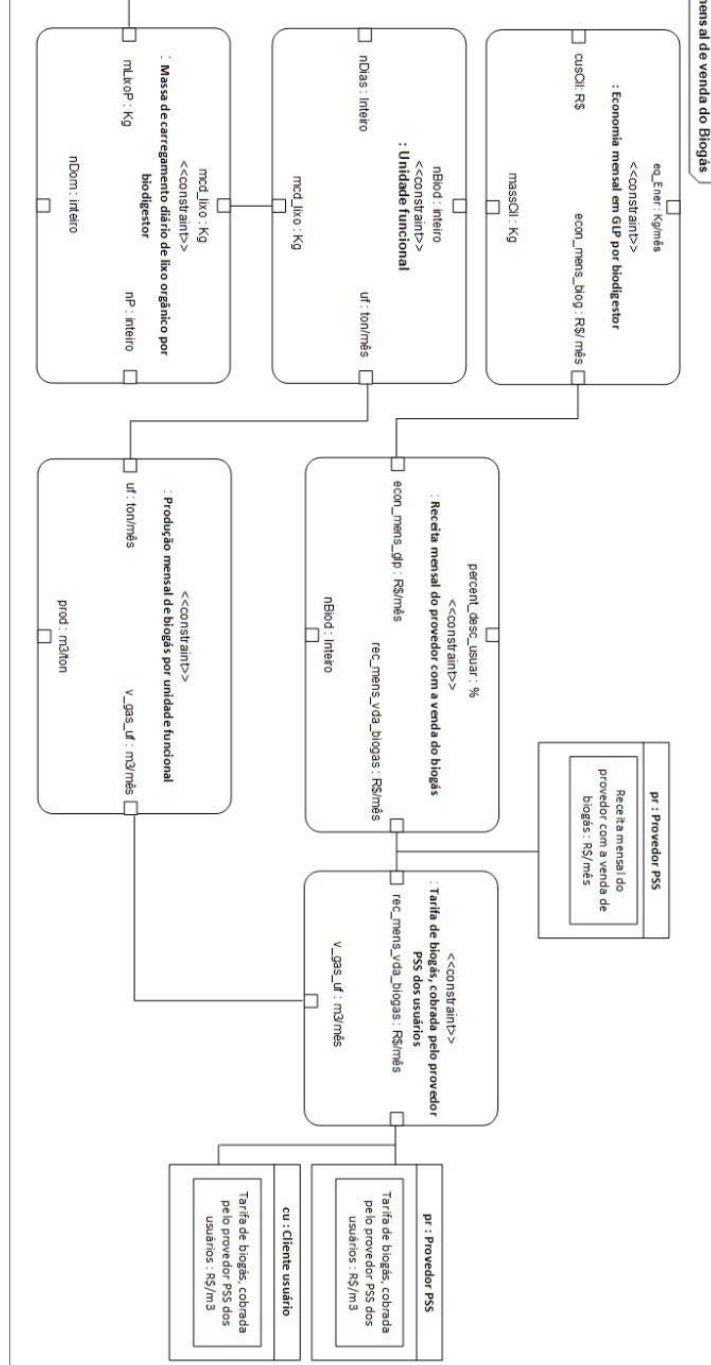 mensal de venda do Biogás
eq_Ener: Kg/mês
<<constraint>>
: Economia mensal em GLP por biodigestor
cusCil: R$
econ_mens_biog : R$/ mês
massCil : Kg
nBiod : Inteiro
<<constraint>>
: Unidade funcional
nDias : Inteiro
uf : ton/mês
mcd_lixo : Kg
mcd_lixo : Kg
<<constraint>>
: Massa de carregamento diário de lixo orgânico por
biodigestor
mLixoP : Kg
nP : inteiro
nDom : inteiro
percent_desc_usuar : %
<<constraint>>
: Receita mensal do provedor com a venda do biogás
econ_mens_glp : R$/mês
rec_mens_vda_biogas : R$/mês
nBiod : Inteiro
<<constraint>>
: Produção mensal de biogás por unidade funcional
uf : ton/mês
v_gas_uf : m3/mês
prod : m3/ton
pr : Provedor PSS
Receita mensal do
provedor com a venda de
biogás : R$/mês
<<constraint>>
: Tarifa de biogás, cobrada pelo provedor
PSS dos usuários
rec_mens_vda_biogas : R$/mês
v_gas_uf : m3/mês
pr : Provedor PSS
Tarifa de biogás, cobrada
pelo provedor PSS dos
usuários : R$/m3
cu : Cliente usuário
Tarifa de biogás, cobrada
pelo provedor PSS dos
usuários : R$/m3